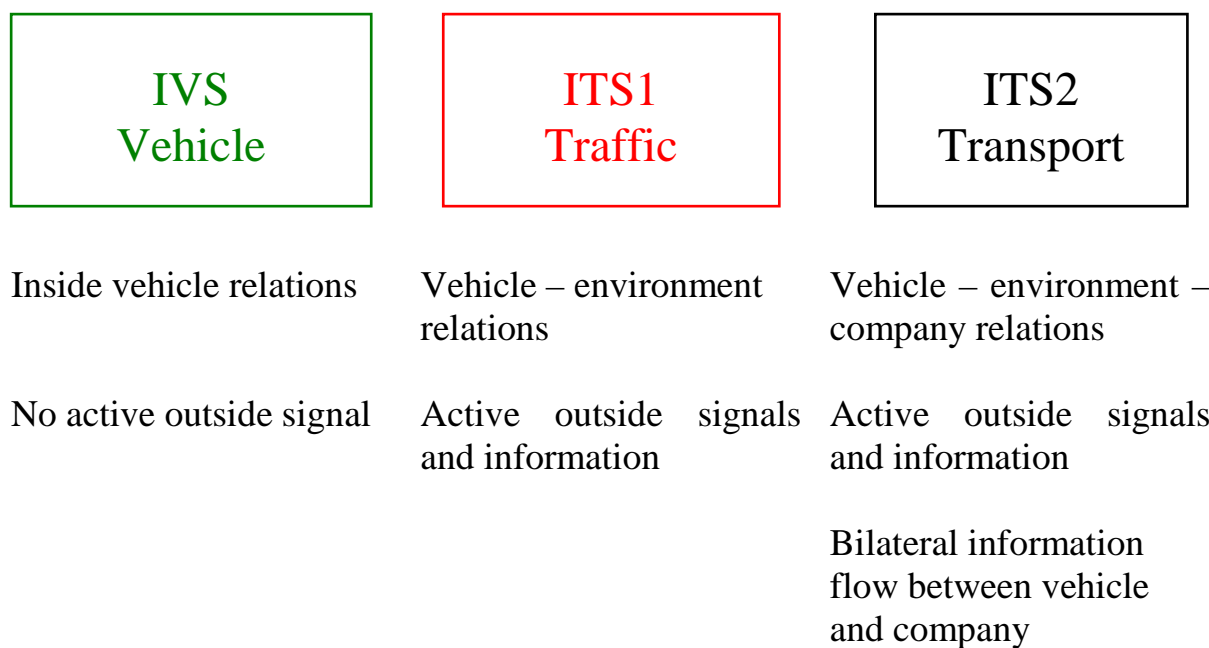 IVS
Vehicle
ITS1
Traffic
ITS2
Transport
Inside vehicle relations
Vehicle – environment
relations
Vehicle – environment –
company relations
No active outside signal
Active outside signals
and information
Active outside signals
and information
Bilateral information
flow between vehicle
and company